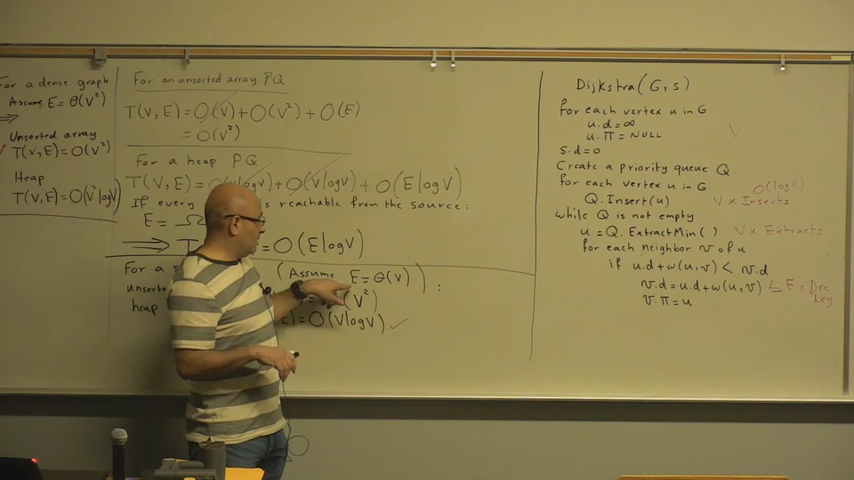 For a dense graph
Assume E = Θ(V²)
⇒
Unsorted array
✓ T(V,E) = O(V²)
Heap
T(V,E) = O(V² logV)
For an unsorted array PQ
T(V,E) = O(V) + O(V²) + O(E)
= O(V²)
For a heap PQ
T(V,E) = O(VlogV) + O(VlogV) + O(ElogV)
If every is reachable from the source:
E = Ω
⇒ T = O(ElogV)
For a (Assume E = Θ(V)) :
unsor (V²)
heap ) = O(VlogV) ✓
Dijkstra(G, s)
For each vertex u in G
u.d = ∞
u.π = NULL
s.d = 0
Create a priority queue Q
for each vertex u in G O(logV)
Q.Insert(u) V × Inserts
while Q is not empty
u = Q.ExtractMin( ) V × Extracts
for each neighbor v of u
if u.d + w(u,v) < v.d
v.d = u.d + w(u,v) ≤ E × Dec
key
v.π = u